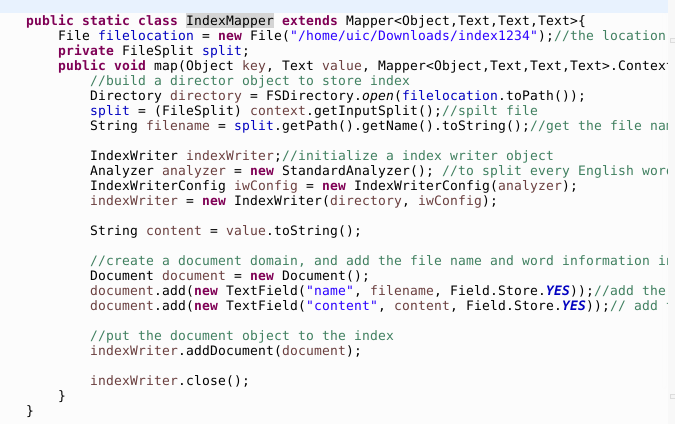 public static class IndexMapper extends Mapper<Object,Text,Text,Text>{
File filelocation = new File("/home/uic/Downloads/index1234");//the location
private FileSplit split;
public void map(Object key, Text value, Mapper<Object,Text,Text,Text>.Contex
//build a director object to store index
Directory directory = FSDirectory.open(filelocation.toPath());
split = (FileSplit) context.getInputSplit();//spilt file
String filename = split.getPath().getName().toString();//get the file na
IndexWriter indexWriter;//initialize a index writer object
Analyzer analyzer = new StandardAnalyzer(); //to split every English wor
IndexWriterConfig iwConfig = new IndexWriterConfig(analyzer);
indexWriter = new IndexWriter(directory, iwConfig);
String content = value.toString();
//create a document domain, and add the file name and word information i
Document document = new Document();
document.add(new TextField("name", filename, Field.Store.YES));//add the
document.add(new TextField("content", content, Field.Store.YES));// add
//put the document object to the index
indexWriter.addDocument(document);
indexWriter.close();
}
}